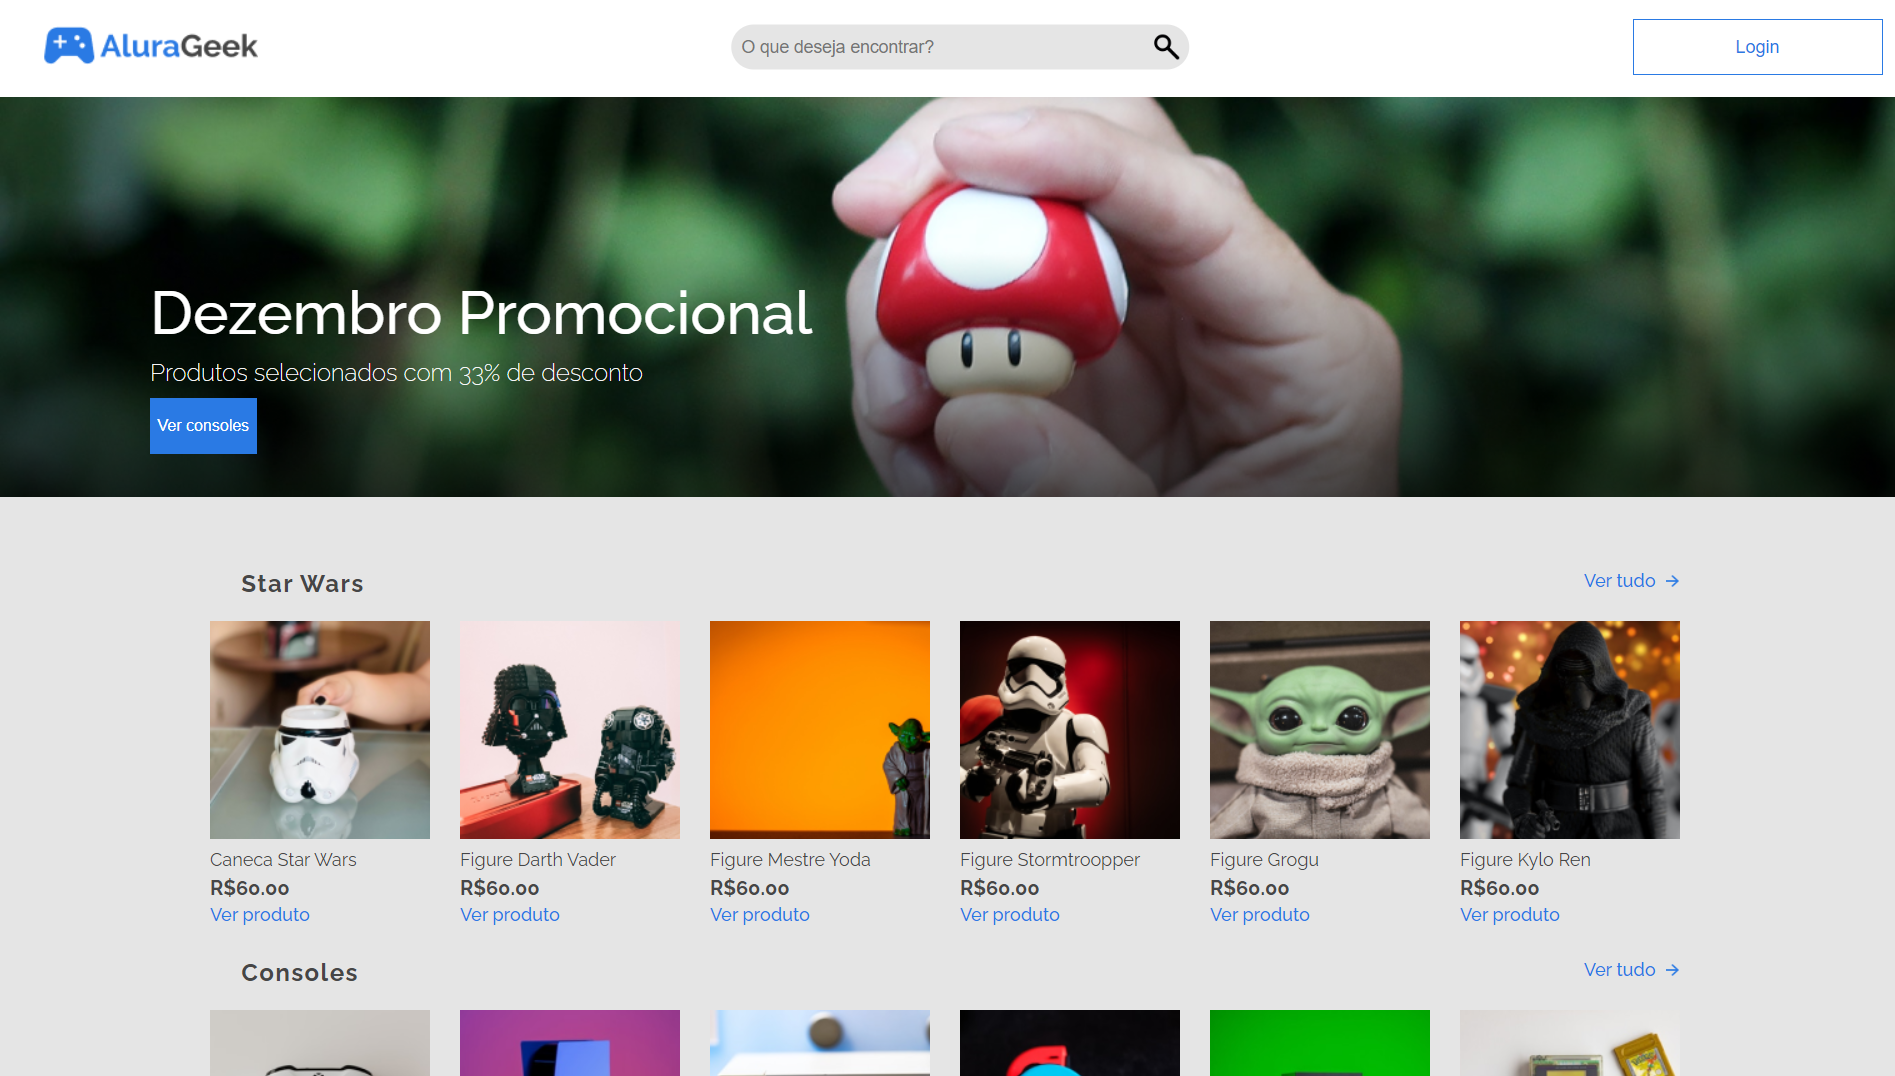 AluraGeek
O que deseja encontrar?
Login
Dezembro Promocional
Produtos selecionados com 33% de desconto
Ver consoles
Star Wars
Ver tudo →
Caneca Star Wars
R$60.00
Ver produto
Figure Darth Vader
R$60.00
Ver produto
Figure Mestre Yoda
R$60.00
Ver produto
Figure Stormtroopper
R$60.00
Ver produto
Figure Grogu
R$60.00
Ver produto
Figure Kylo Ren
R$60.00
Ver produto
Consoles
Ver tudo →